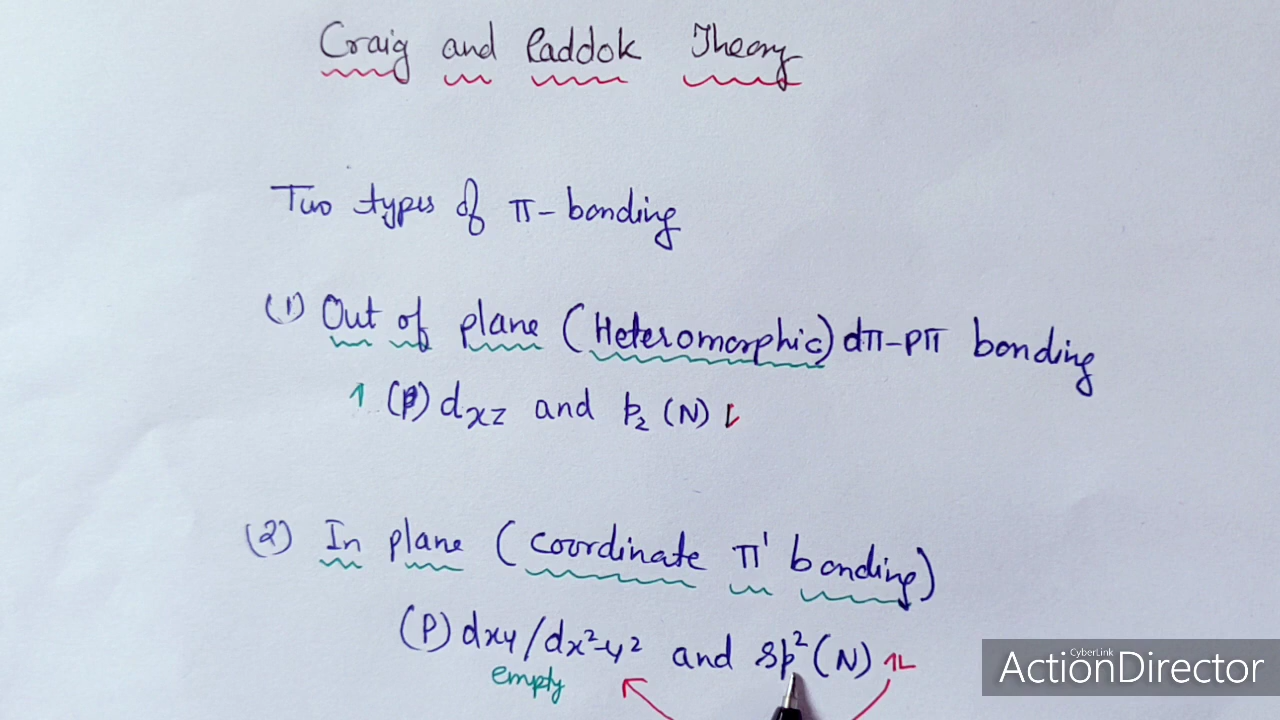 Craig and Paddok Theory
Two types of π-bonding
(1) Out of plane (Heteromorphic) dπ-pπ bonding
↑ (P) dxz and pz (N) ⇂
(2) In plane (coordinate π' bonding)
(P) dxy/dx²-y² and sp² (N) ↿⇂
empty
CyberLink
ActionDirector